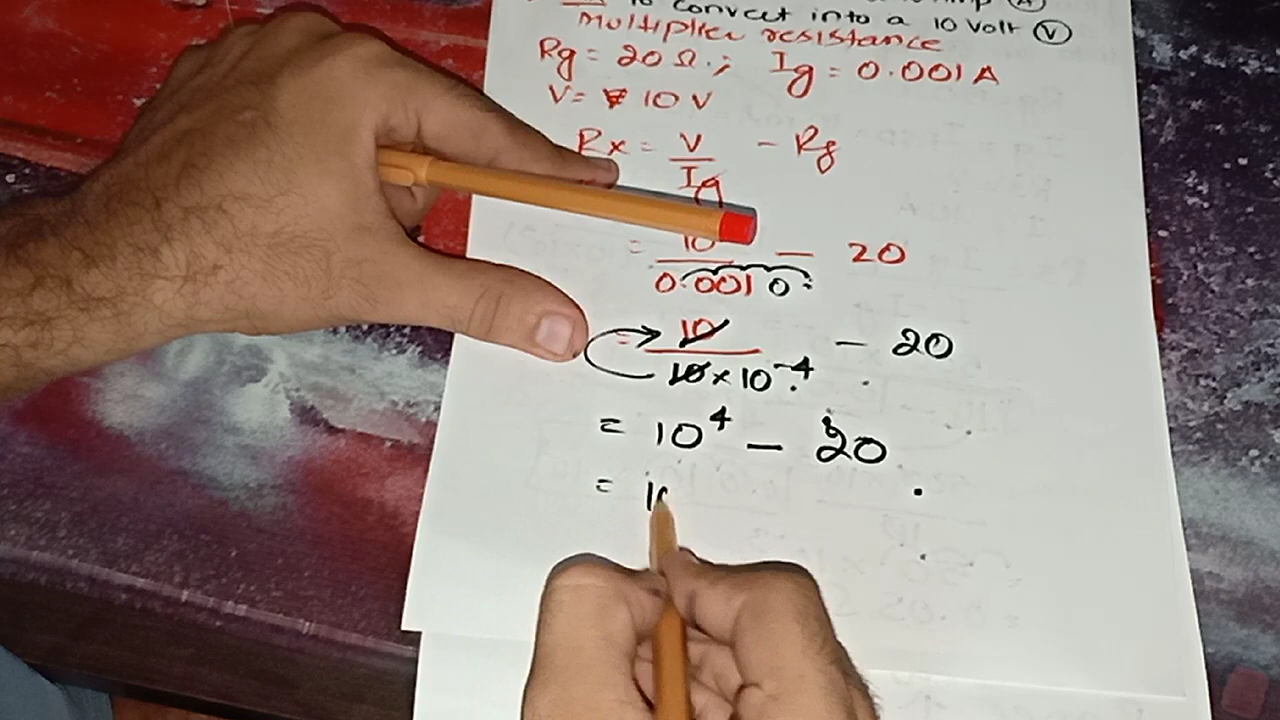 to convert into a 10 Volt (V)
Multiplier resistance
Rg = 20 Ω.; Ig = 0.001 A
V = 10 V
Rx = V / Ig - Rg
= 10 / 0.0010 - 20
= 10 / 10 × 10⁻⁴ - 20
= 10⁴ - 20
= 10